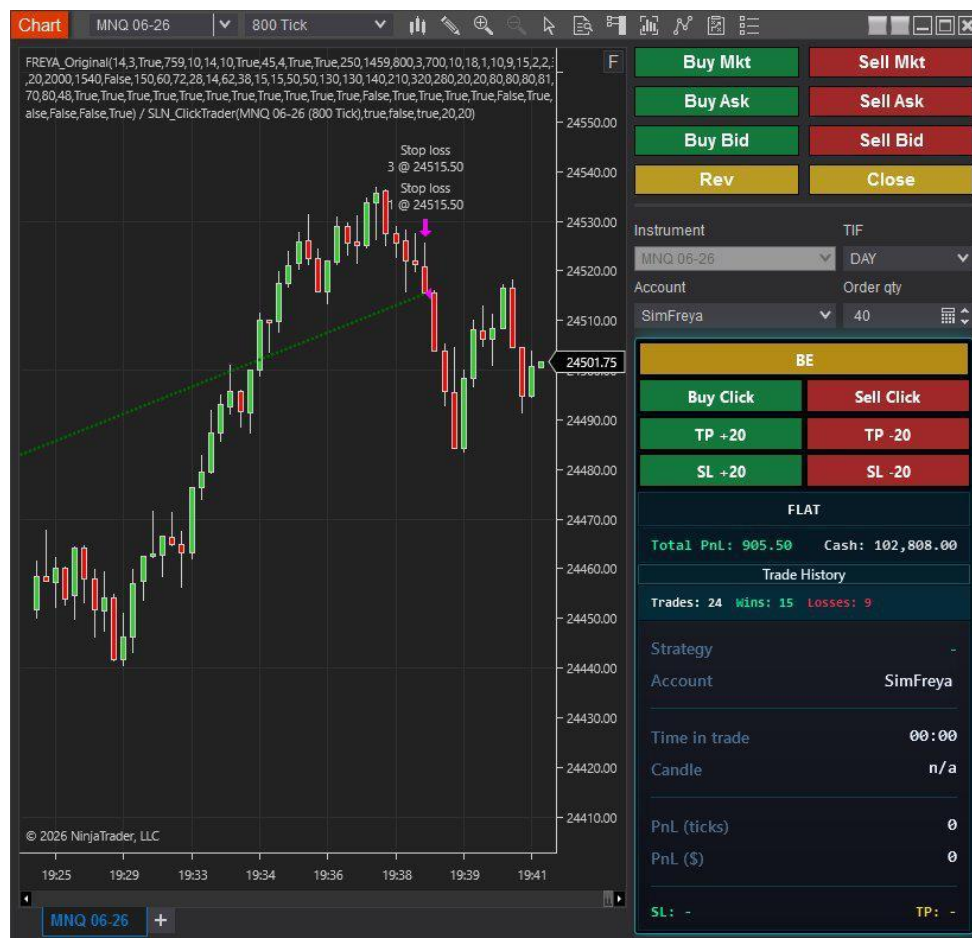 Chart MNQ 06-26 800 Tick
FREYA_Original(14,3,True,759,10,14,10,True,45,4,True,True,250,1459,800,3,700,10,18,1,10,9,15,2,2,
,20,2000,1540,False,150,60,72,28,14,62,38,15,15,50,50,130,130,140,210,320,280,20,20,80,80,80,81,
70,80,48,True,True,True,True,True,True,True,True,True,True,True,False,True,True,True,True,False,True,
alse,False,False,True) / SLN_ClickTrader(MNQ 06-26 (800 Tick),true,false,true,20,20)
F
Stop loss
3 @ 24515.50
Stop loss
1 @ 24515.50
24550.00
24540.00
24530.00
24520.00
24510.00
24501.75
24490.00
24480.00
24470.00
24460.00
24450.00
24440.00
24430.00
24420.00
24410.00
© 2026 NinjaTrader, LLC
19:25 19:29 19:33 19:34 19:36 19:38 19:39 19:41
MNQ 06-26 +
Buy Mkt Sell Mkt
Buy Ask Sell Ask
Buy Bid Sell Bid
Rev Close
Instrument TIF
MNQ 06-26 DAY
Account Order qty
SimFreya 40
BE
Buy Click Sell Click
TP +20 TP -20
SL +20 SL -20
FLAT
Total PnL: 905.50 Cash: 102,808.00
Trade History
Trades: 24 Wins: 15 Losses: 9
Strategy -
Account SimFreya
Time in trade 00:00
Candle n/a
PnL (ticks) 0
PnL ($) 0
SL: - TP: -